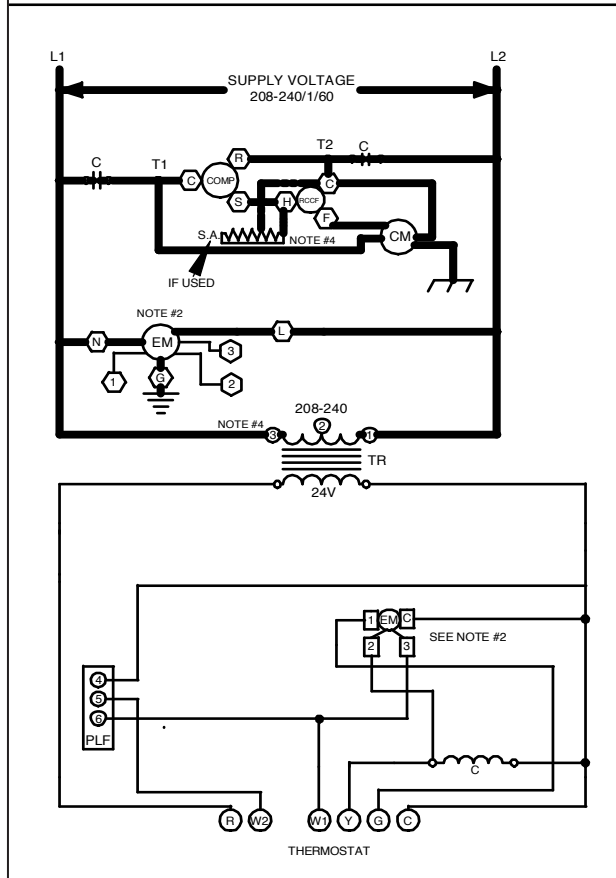 L1 L2
SUPPLY VOLTAGE
208-240/1/60
C T1 T2 C
R
C COMP C
S H RCCF
F
S.A. NOTE #4 CM
IF USED
NOTE #2
N EM L
3
1 G 2
208-240
NOTE #4 3 2 1
TR
24V
1 EM C
SEE NOTE #2
2 3
4
5
6
PLF
C
R W2 W1 Y G C
THERMOSTAT